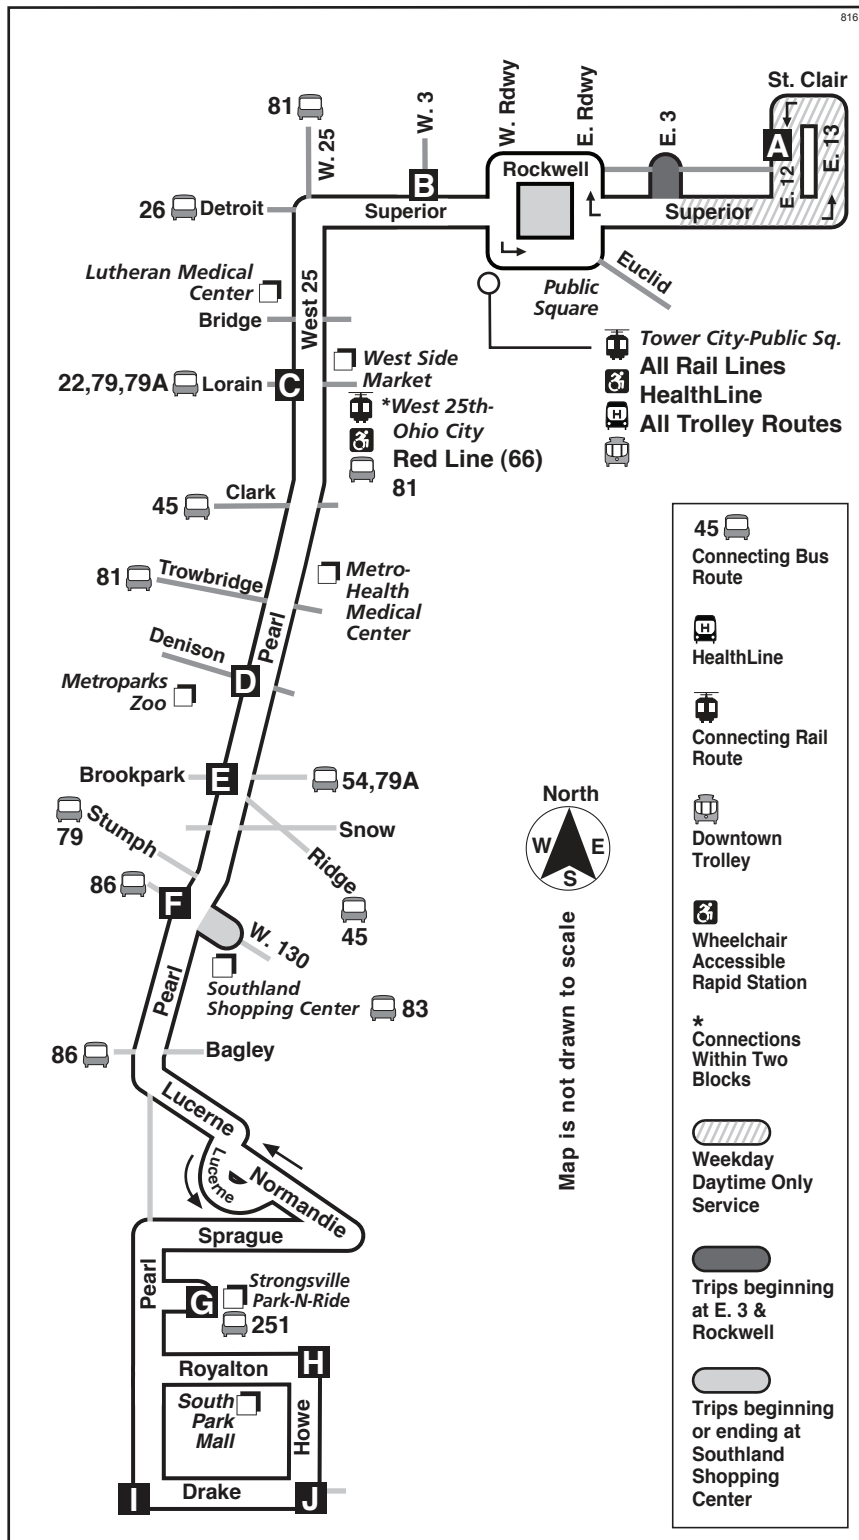 816
St. Clair
81
W. 25
W. 3
W. Rdwy
E. Rdwy
E. 3
A
E. 12
E. 13
B
Rockwell
26
Detroit
Superior
Superior
Lutheran Medical
Center
West 25
Public
Square
Euclid
Bridge
Tower City-Public Sq.
All Rail Lines
HealthLine
H
All Trolley Routes
West Side
Market
22,79,79A
Lorain
C
*West 25th-
Ohio City
Red Line (66)
81
45
Clark
81
Trowbridge
Metro-
Health
Medical
Center
Pearl
Denison
D
Metroparks
Zoo
Brookpark
E
54,79A
79
Stumph
Snow
Ridge
45
86
F
W. 130
Pearl
Southland
Shopping Center
83
86
Bagley
Lucerne
Lucerne
Normandie
Sprague
Pearl
G
Strongsville
Park-N-Ride
251
Royalton
H
South
Park
Mall
Howe
I
Drake
J
North
W
E
S
Map is not drawn to scale
45
Connecting Bus
Route
H
HealthLine
Connecting Rail
Route
Downtown
Trolley
Wheelchair
Accessible
Rapid Station
*
Connections
Within Two
Blocks
Weekday
Daytime Only
Service
Trips beginning
at E. 3 &
Rockwell
Trips beginning
or ending at
Southland
Shopping
Center